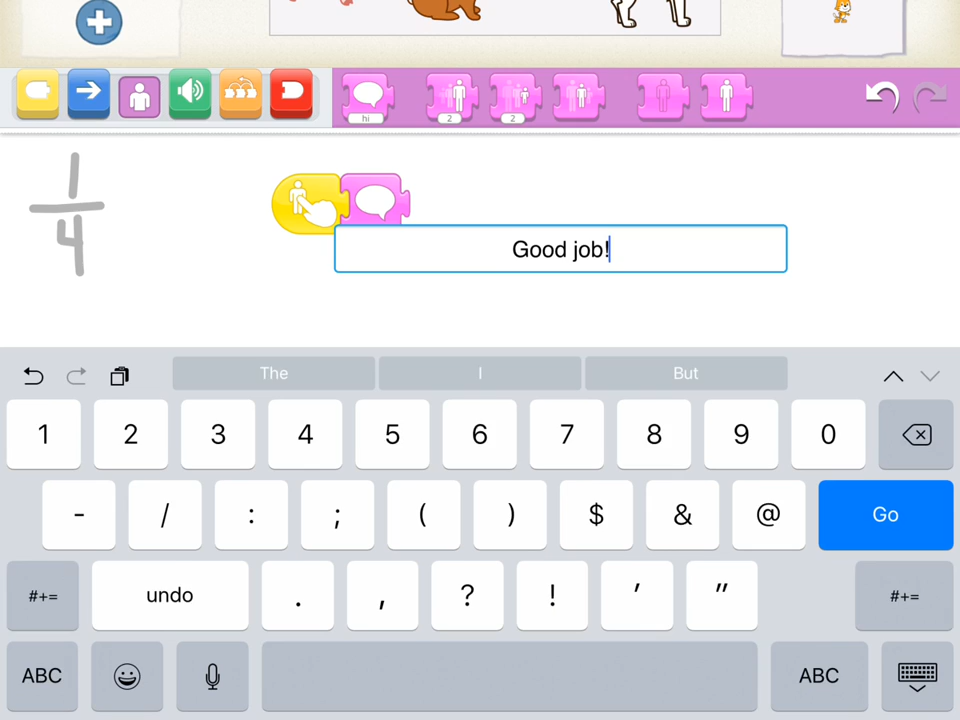 hi
2
2
1
4
Good job!
The
I
But
1 2 3 4 5 6 7 8 9 0
- / : ; ( ) $ & @ Go
#+= undo . , ? ! ' " #+=
ABC ABC